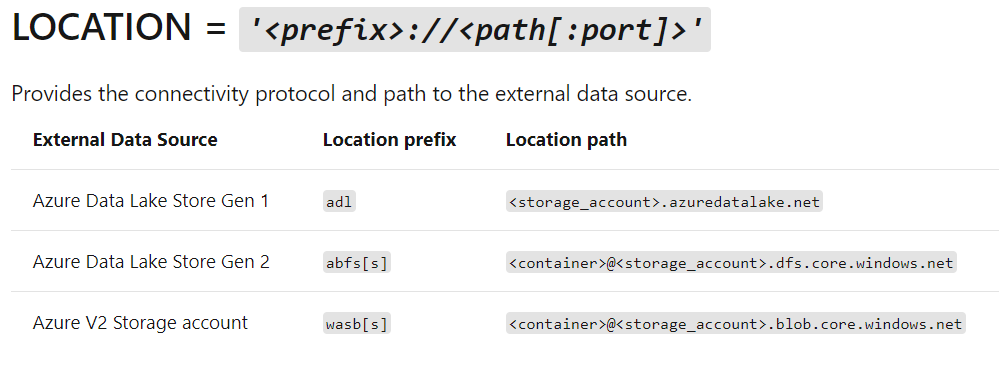 LOCATION = '<prefix>://<path[:port]>'
Provides the connectivity protocol and path to the external data source.
External Data Source Location prefix Location path
Azure Data Lake Store Gen 1 adl <storage_account>.azuredatalake.net
Azure Data Lake Store Gen 2 abfs[s] <container>@<storage_account>.dfs.core.windows.net
Azure V2 Storage account wasb[s] <container>@<storage_account>.blob.core.windows.net